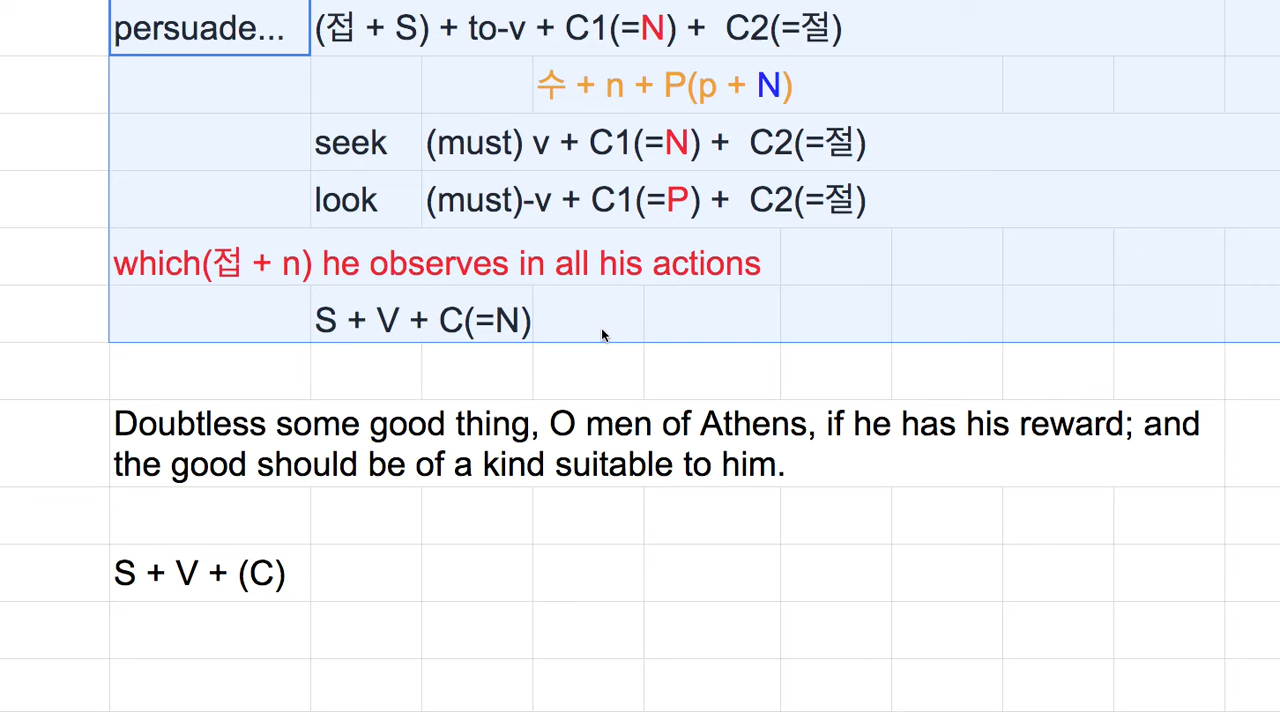 persuade... (접 + S) + to-v + C1(=N) + C2(=절)
수 + n + P(p + N)
seek (must) v + C1(=N) + C2(=절)
look (must)-v + C1(=P) + C2(=절)
which(접 + n) he observes in all his actions
S + V + C(=N)
Doubtless some good thing, O men of Athens, if he has his reward; and
the good should be of a kind suitable to him.
S + V + (C)